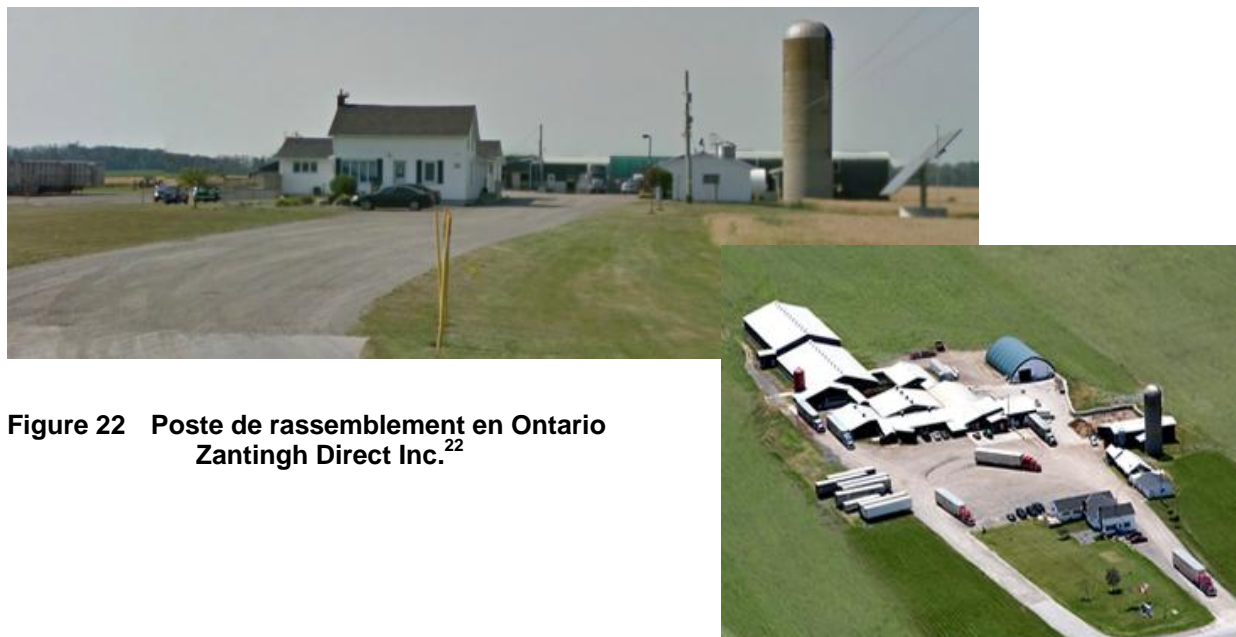 Figure 22 Poste de rassemblement en Ontario
Zantingh Direct Inc.22